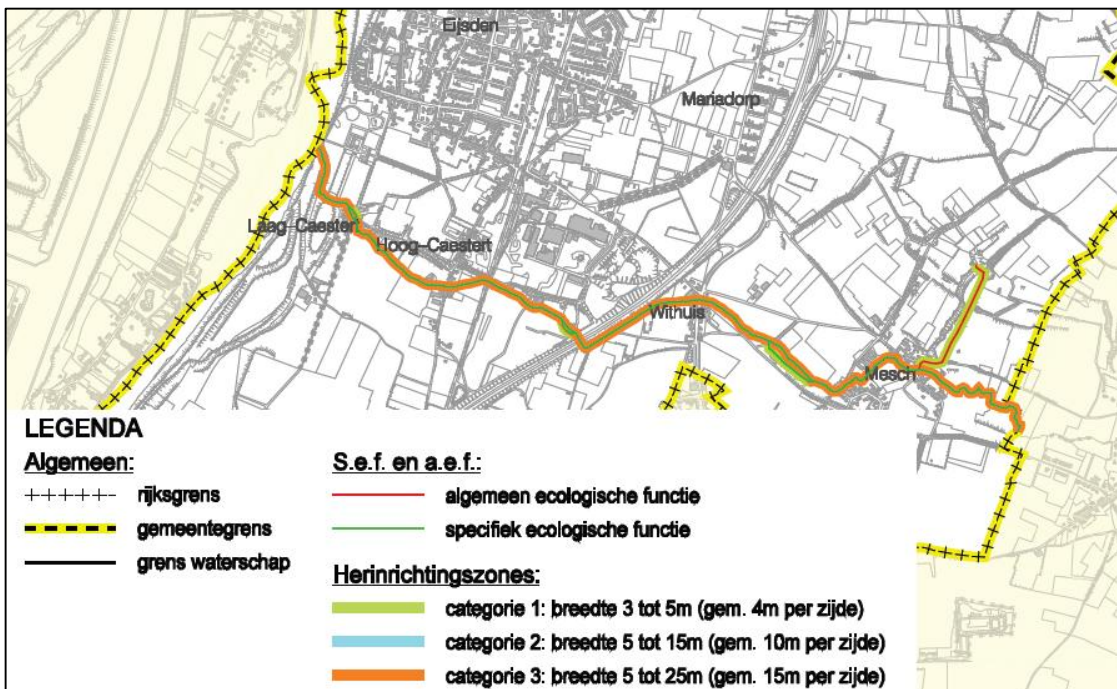 Eijsden
Mariadorp
Laag-Caestert
Hoog-Caestert
Withuis
Mesch
LEGENDA
Algemeen:
rijksgrens
gemeentegrens
grens waterschap
S.e.f. en a.e.f.:
algemeen ecologische functie
specifiek ecologische functie
Herinrichtingszones:
categorie 1: breedte 3 tot 5m (gem. 4m per zijde)
categorie 2: breedte 5 tot 15m (gem. 10m per zijde)
categorie 3: breedte 5 tot 25m (gem. 15m per zijde)